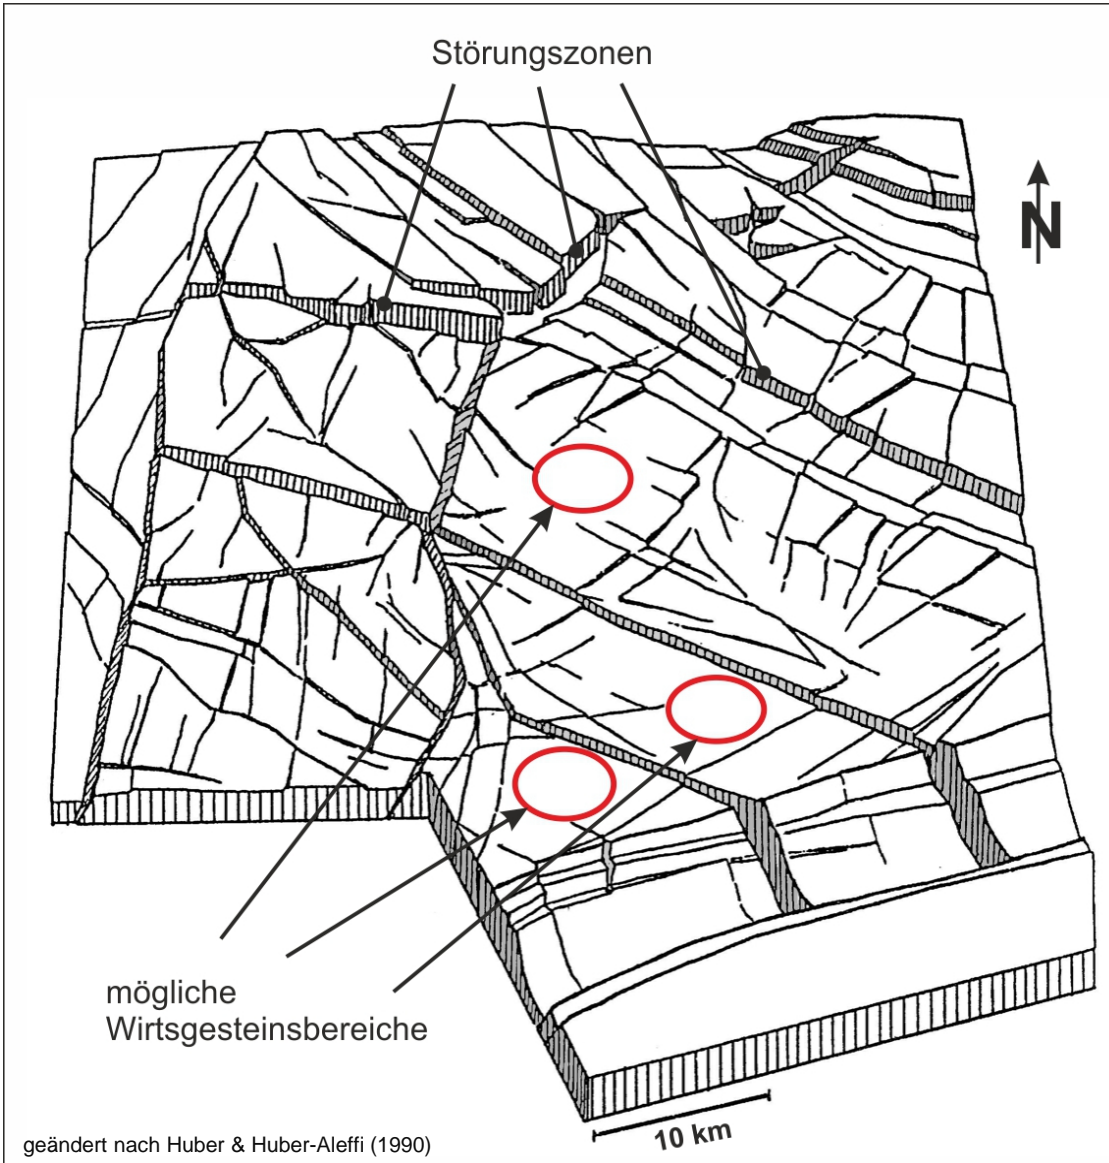 Störungszonen
N
mögliche
Wirtsgesteinsbereiche
10 km
geändert nach Huber & Huber-Aleffi (1990)